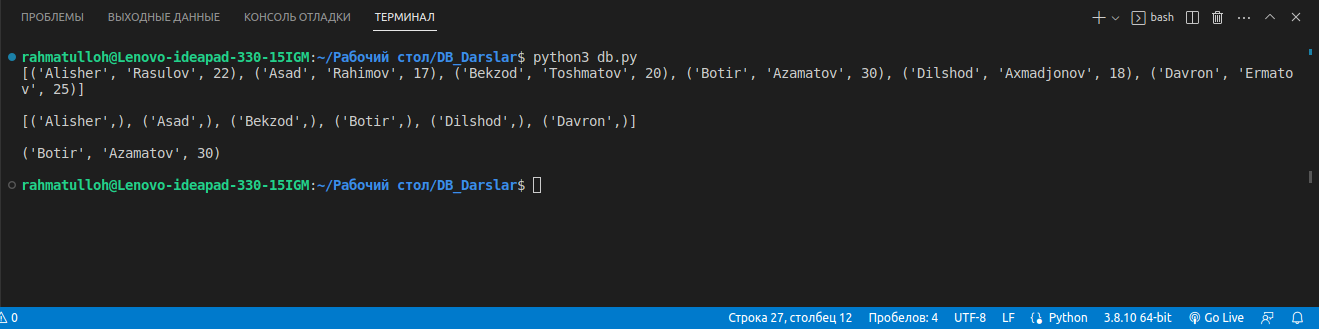 ПРОБЛЕМЫ ВЫХОДНЫЕ ДАННЫЕ КОНСОЛЬ ОТЛАДКИ ТЕРМИНАЛ bash
rahmatulloh@Lenovo-ideapad-330-15IGM:~/Рабочий стол/DB_Darslar$ python3 db.py
[('Alisher', 'Rasulov', 22), ('Asad', 'Rahimov', 17), ('Bekzod', 'Toshmatov', 20), ('Botir', 'Azamatov', 30), ('Dilshod', 'Axmadjonov', 18), ('Davron', 'Ermato
v', 25)]
[('Alisher',), ('Asad',), ('Bekzod',), ('Botir',), ('Dilshod',), ('Davron',)]
('Botir', 'Azamatov', 30)
rahmatulloh@Lenovo-ideapad-330-15IGM:~/Рабочий стол/DB_Darslar$
0 Строка 27, столбец 12 Пробелов: 4 UTF-8 LF Python 3.8.10 64-bit Go Live